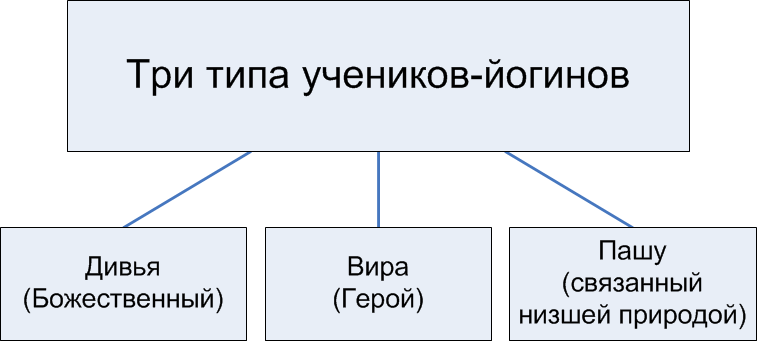 Три типа учеников-йогинов
Дивья
(Божественный)
Вира
(Герой)
Пашу
(связанный
низшей природой)